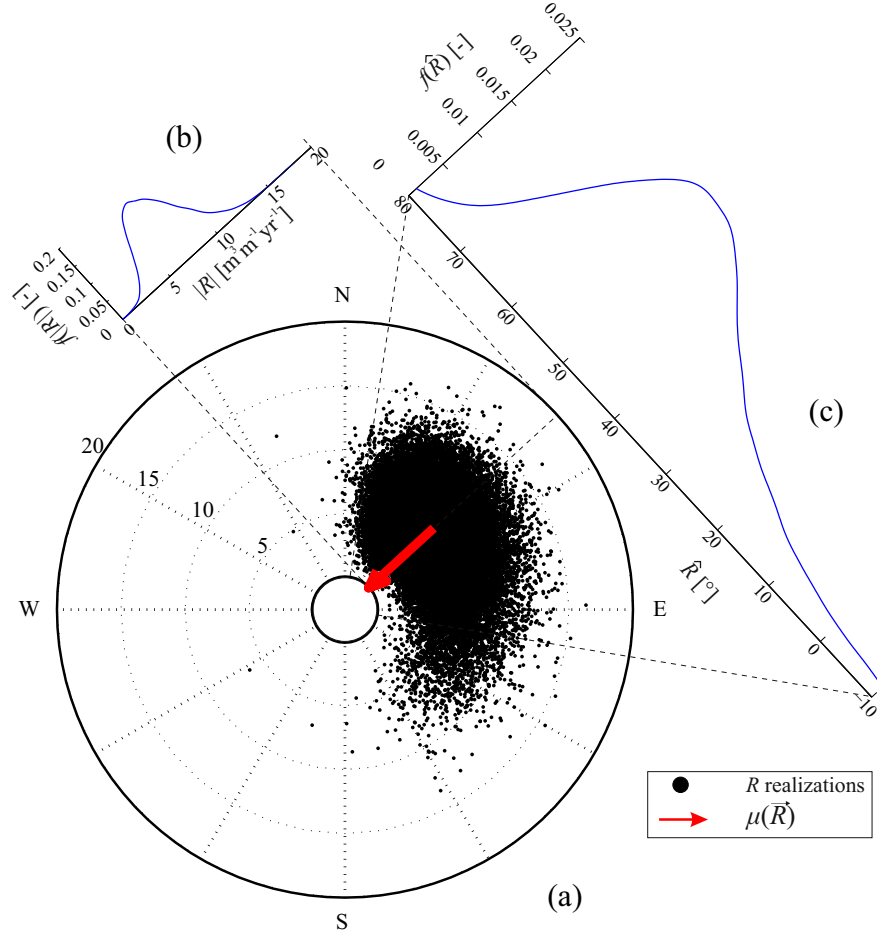 0.025
0.02
0.015
0.01
0.005
0
f(R̂) [-]
(b)
20
15
10
5
0
|R| [m³m⁻¹yr⁻¹]
0.2
0.15
0.1
0.05
0
f(|R|) [-]
80
70
60
50
40
30
20
10
0
-10
R̂ [°]
(c)
N
20
15
10
5
W
E
S
R realizations
μ(R⃗)
(a)